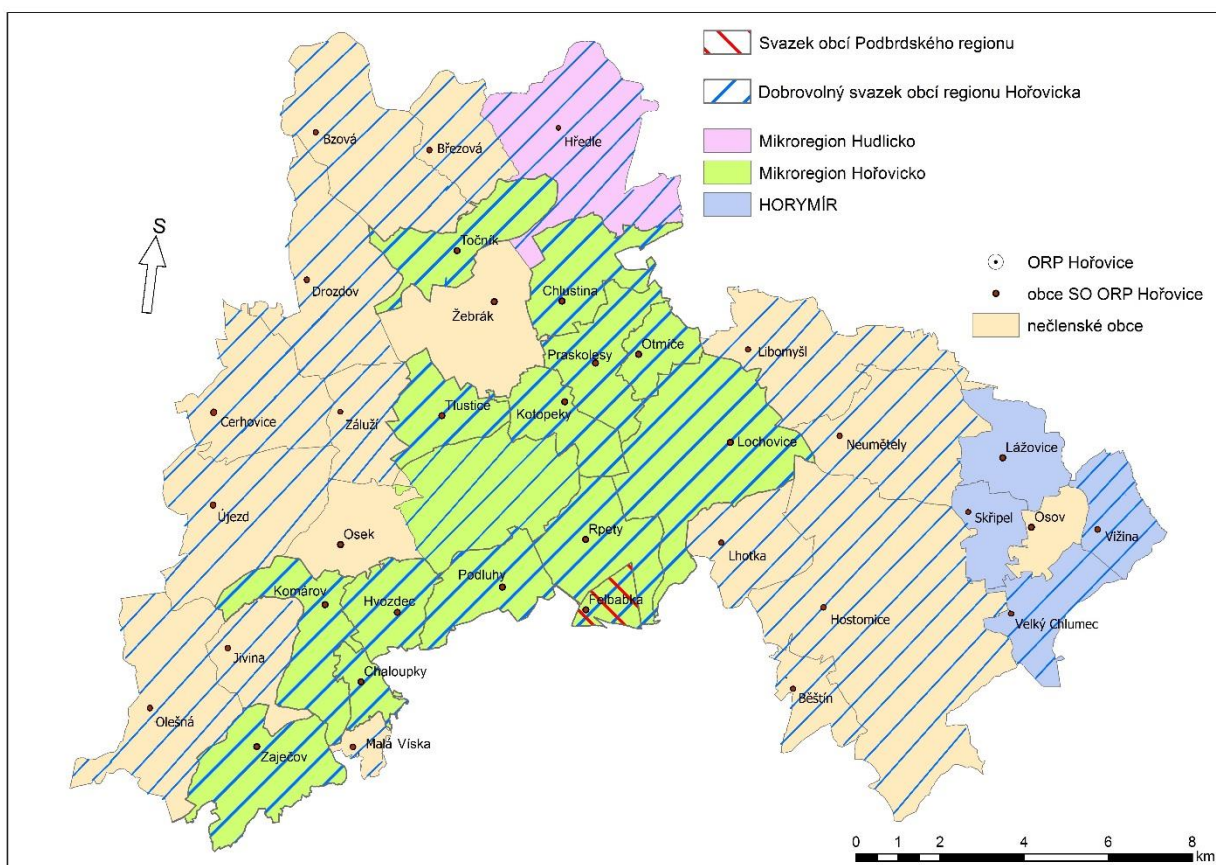 Svazek obcí Podbrdského regionu
Dobrovolný svazek obcí regionu Hořovicka
Mikroregion Hudlicko
Mikroregion Hořovicko
HORYMÍR
ORP Hořovice
obce SO ORP Hořovice
nečlenské obce
S
Bzová
Březová
Hředle
Točník
Drozdov
Žebrák
Chlustina
Otmíče
Libomyšl
Praskolesy
Tlustice
Kotopeky
Cerhovice
Záluží
Lochovice
Neumětely
Lážovice
Újezd
Osek
Rpety
Lhotka
Skřipel
Osov
Vižina
Komárov
Hvozdec
Podluhy
Felbabka
Hostomice
Velký Chlumec
Jivina
Chaloupky
Olešná
Běštín
Zaječov
Malá Víska
0 1 2 4 6 8
km